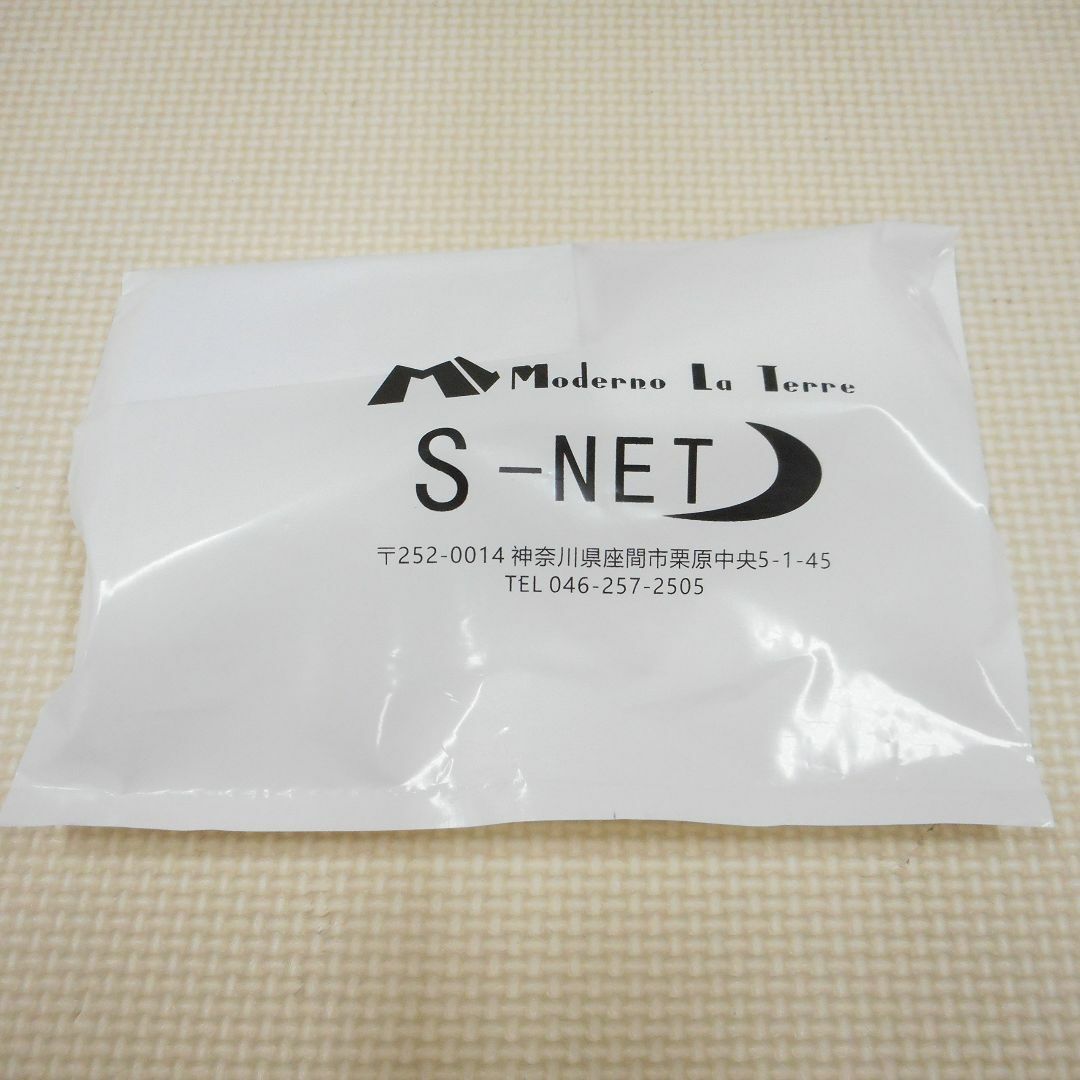 Moderno La Terre
S-NET
〒252-0014 神奈川県座間市栗原中央5-1-45
TEL 046-257-2505